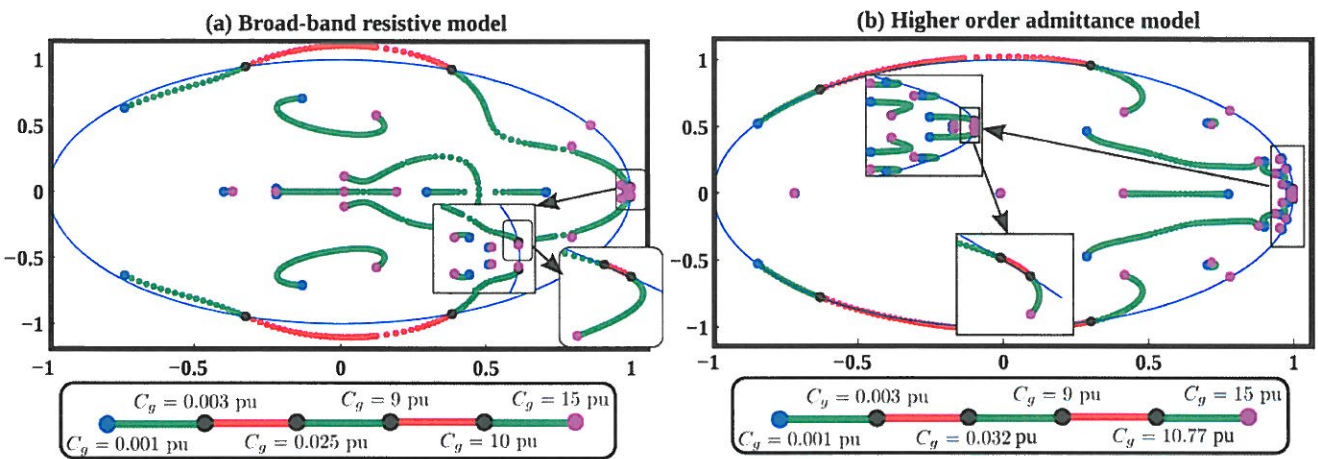 (a) Broad-band resistive model
1
0.5
0
−0.5
−1
−1
−0.5
0
0.5
1
C_g = 0.003 pu
C_g = 9 pu
C_g = 15 pu
C_g = 0.001 pu
C_g = 0.025 pu
C_g = 10 pu
(b) Higher order admittance model
1
0.5
0
−0.5
−1
−1
−0.5
0
0.5
1
C_g = 0.003 pu
C_g = 9 pu
C_g = 15 pu
C_g = 0.001 pu
C_g = 0.032 pu
C_g = 10.77 pu